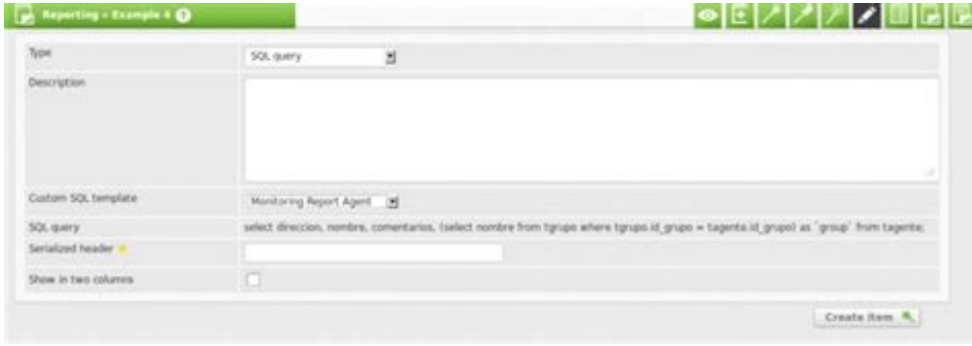 Reporting » Example 4
Type
SQL query
Description
Custom SQL template
Monitoring Report Agent
SQL query
select direccion, nombre, comentarios, (select nombre from tgrupo where tgrupo.id_grupo = tagente.id_grupo) as `group` from tagente;
Serialized header
Show in two columns
Create item